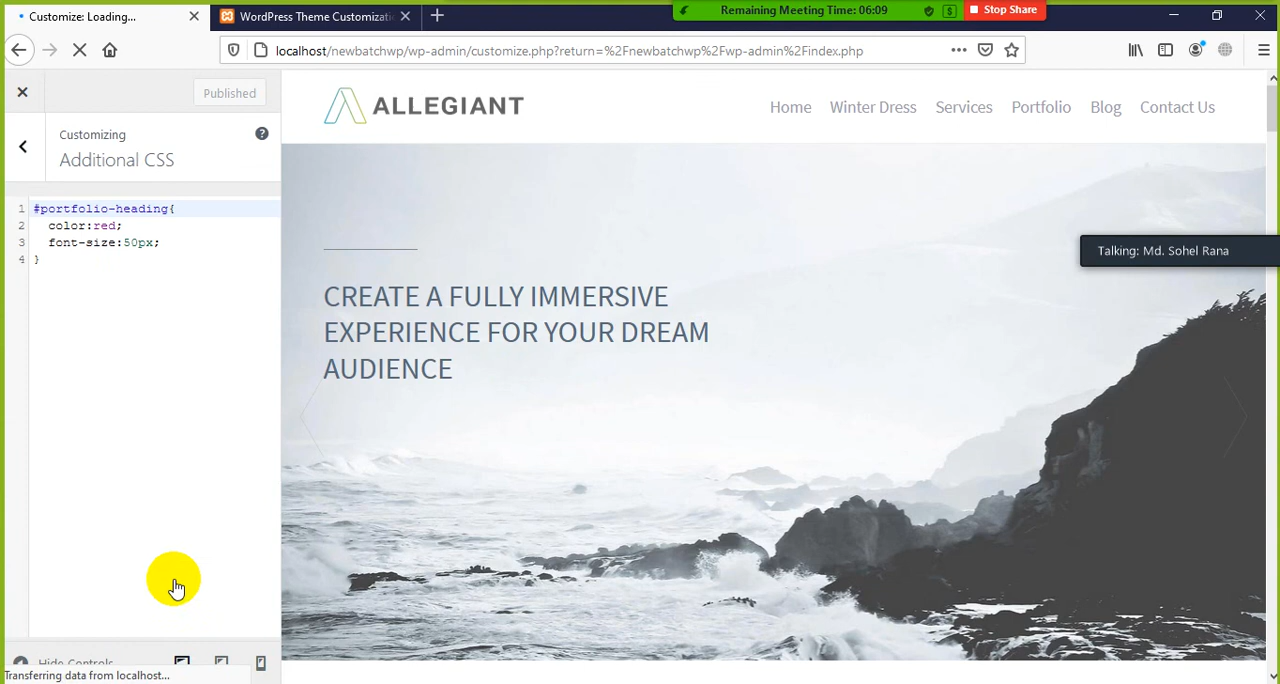 Customize: Loading...
WordPress Theme Customizati
Remaining Meeting Time: 06:09
Stop Share
localhost/newbatchwp/wp-admin/customize.php?return=%2Fnewbatchwp%2Fwp-admin%2Findex.php
Published
Customizing
Additional CSS
1 #portfolio-heading{
2 color:red;
3 font-size:50px;
4 }
Hide Controls
Transferring data from localhost...
ALLEGIANT
Home Winter Dress Services Portfolio Blog Contact Us
Talking: Md. Sohel Rana
CREATE A FULLY IMMERSIVE
EXPERIENCE FOR YOUR DREAM
AUDIENCE